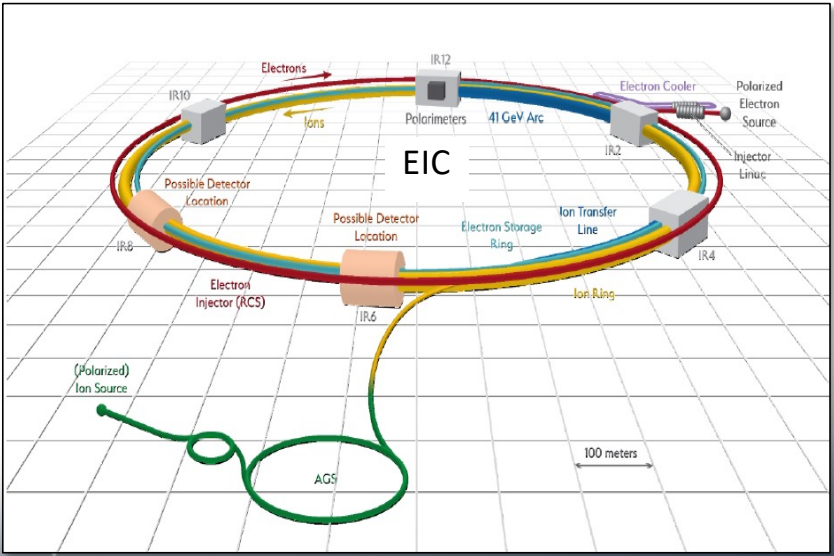 IR12
Electrons
IR10
Ions
Polarimeters
41 GeV Arc
Electron Cooler
Polarized
Electron
Source
IR2
Injector
Linac
EIC
Possible Detector
Location
Possible Detector
Location
Electron Storage
Ring
Ion Transfer
Line
IR8
IR4
Electron
Injector (RCS)
Ion Ring
IR6
(Polarized)
Ion Source
AGS
100 meters